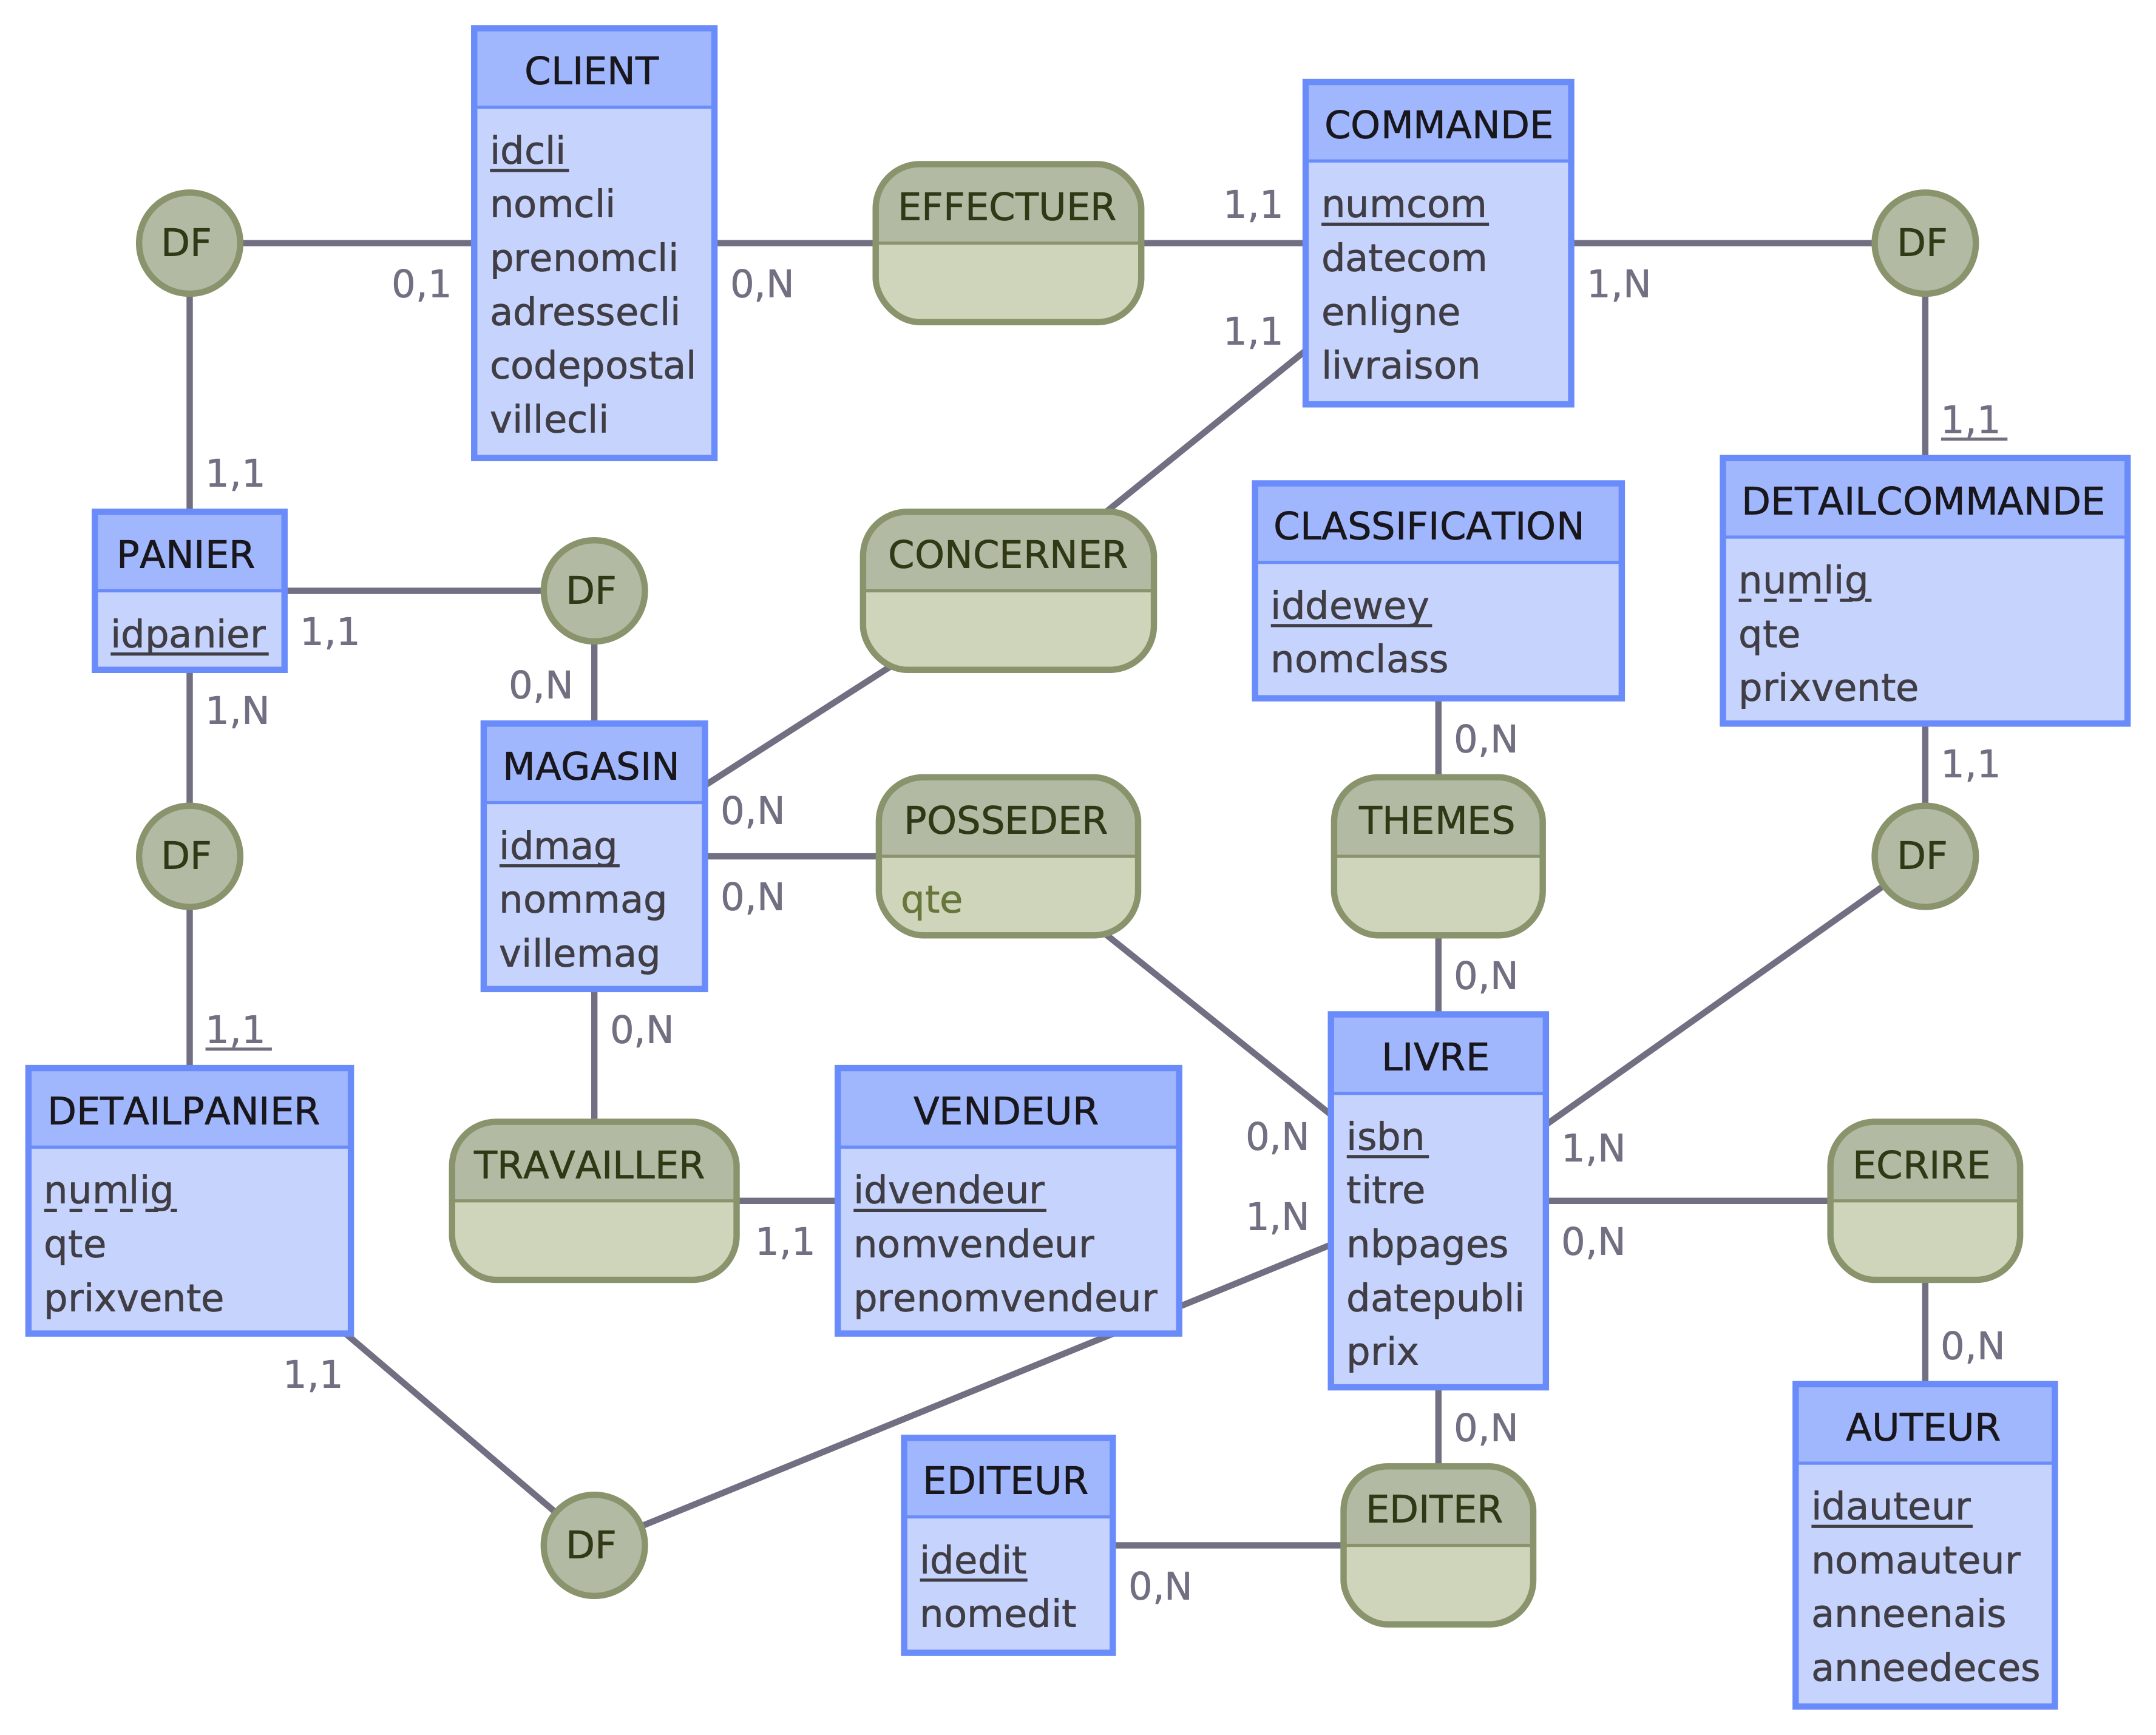 CLIENT
idcli
nomcli
prenomcli
adressecli
codepostal
villecli
COMMANDE
numcom
datecom
enligne
livraison
EFFECTUER
DF
DF
0,1
0,N
1,1
1,N
1,1
1,1
1,1
PANIER
idpanier
1,1
1,N
DF
0,N
CONCERNER
CLASSIFICATION
iddewey
nomclass
0,N
DETAILCOMMANDE
numlig
qte
prixvente
1,1
MAGASIN
idmag
nommag
villemag
0,N
0,N
0,N
POSSEDER
qte
THEMES
0,N
DF
DF
1,1
DETAILPANIER
numlig
qte
prixvente
1,1
TRAVAILLER
1,1
VENDEUR
idvendeur
nomvendeur
prenomvendeur
0,N
1,N
LIVRE
isbn
titre
nbpages
datepubli
prix
1,N
0,N
0,N
ECRIRE
0,N
DF
EDITEUR
idedit
nomedit
0,N
EDITER
AUTEUR
idauteur
nomauteur
anneenais
anneedeces